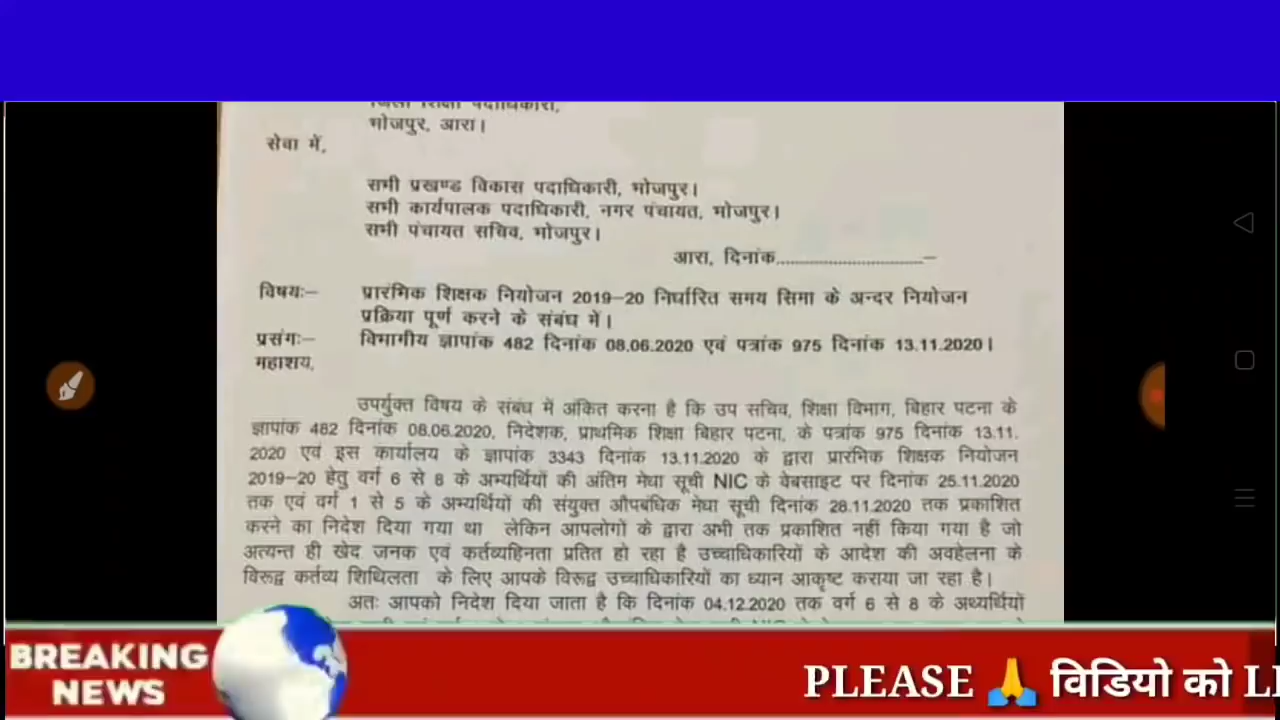 जिला शिक्षा पदाधिकारी,
भोजपुर, आरा।
सेवा में,
सभी प्रखण्ड विकास पदाधिकारी, भोजपुर।
सभी कार्यपालक पदाधिकारी, नगर पंचायत, भोजपुर।
सभी पंचायत सचिव, भोजपुर।
आरा, दिनांक..............................–
विषयः– प्रारंभिक शिक्षक नियोजन 2019–20 निर्धारित समय सिमा के अन्दर नियोजन
प्रक्रिया पूर्ण करने के संबंध में।
प्रसंगः– विभागीय ज्ञापांक 482 दिनांक 08.06.2020 एवं पत्रांक 975 दिनांक 13.11.2020।
महाशय,
उपर्युक्त विषय के संबंध में अंकित करना है कि उप सचिव, शिक्षा विभाग, बिहार पटना के
ज्ञापांक 482 दिनांक 08.06.2020, निदेशक, प्राथमिक शिक्षा बिहार पटना, के पत्रांक 975 दिनांक 13.11.
2020 एवं इस कार्यालय के ज्ञापांक 3343 दिनांक 13.11.2020 के द्वारा प्रारंभिक शिक्षक नियोजन
2019–20 हेतु वर्ग 6 से 8 के अभ्यर्थियों की अंतिम मेधा सूची NIC के वेबसाइट पर दिनांक 25.11.2020
तक एवं वर्ग 1 से 5 के अभ्यर्थियों की संयुक्त औपबंधिक मेधा सूची दिनांक 28.11.2020 तक प्रकाशित
करने का निदेश दिया गया था लेकिन आपलोगों के द्वारा अभी तक प्रकाशित नहीं किया गया है जो
अत्यन्त ही खेद जनक एवं कर्तव्यहिनता प्रतित हो रहा है उच्चाधिकारियों के आदेश की अवहेलना के
विरूद्व कर्तव्य शिथिलता के लिए आपके विरूद्व उच्चाधिकारियों का ध्यान आकृष्ट कराया जा रहा है।
अतः आपको निदेश दिया जाता है कि दिनांक 04.12.2020 तक वर्ग 6 से 8 के अथ्यर्थियों
BREAKING
NEWS
PLEASE 🙏 विडियो को LI